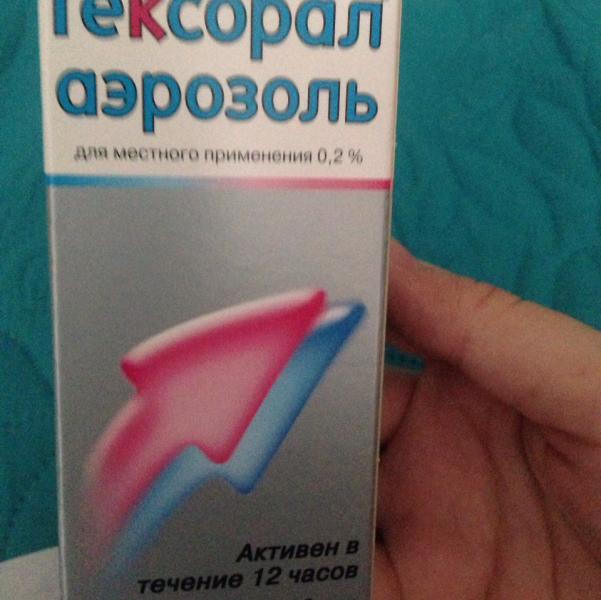 Гексорал
аэрозоль
для местного применения 0,2 %
Активен в
течение 12 часов